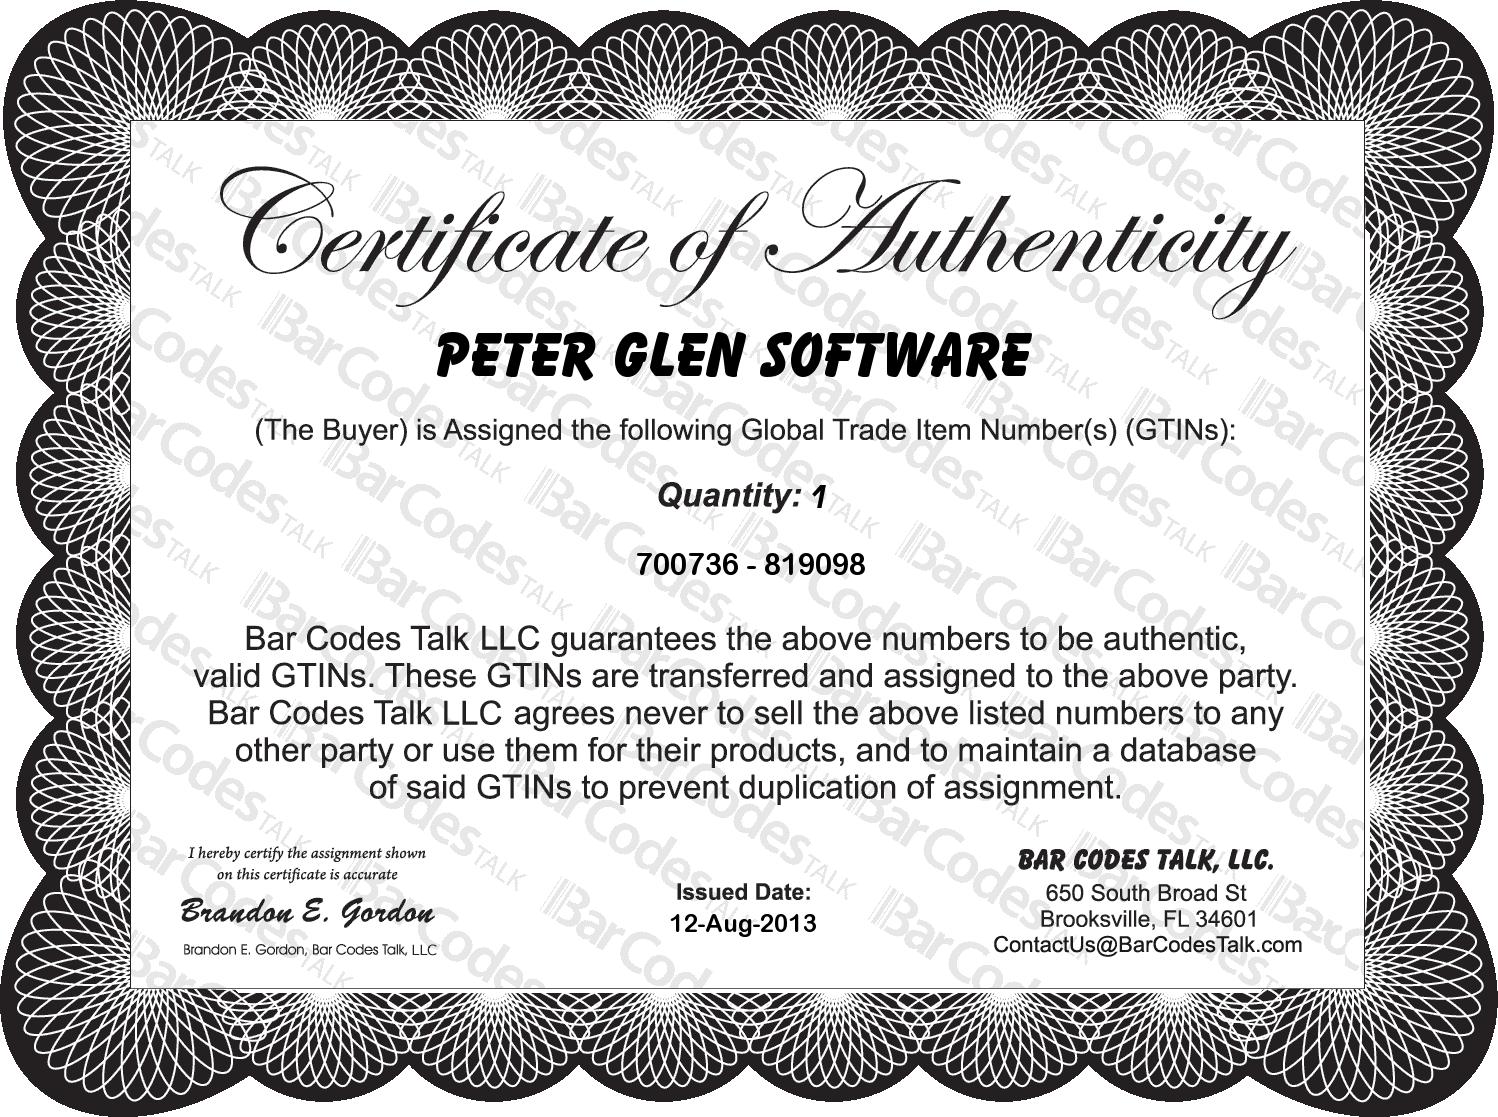 Certificate of Authenticity
PETER GLEN SOFTWARE
(The Buyer) is Assigned the following Global Trade Item Number(s) (GTINs):
Quantity: 1
700736 - 819098
Bar Codes Talk LLC guarantees the above numbers to be authentic,
valid GTINs. These GTINs are transferred and assigned to the above party.
Bar Codes Talk LLC agrees never to sell the above listed numbers to any
other party or use them for their products, and to maintain a database
of said GTINs to prevent duplication of assignment.
I hereby certify the assignment shown
on this certificate is accurate
Brandon E. Gordon
Brandon E. Gordon, Bar Codes Talk, LLC
Issued Date:
12-Aug-2013
BAR CODES TALK, LLC.
650 South Broad St
Brooksville, FL 34601
ContactUs@BarCodesTalk.com